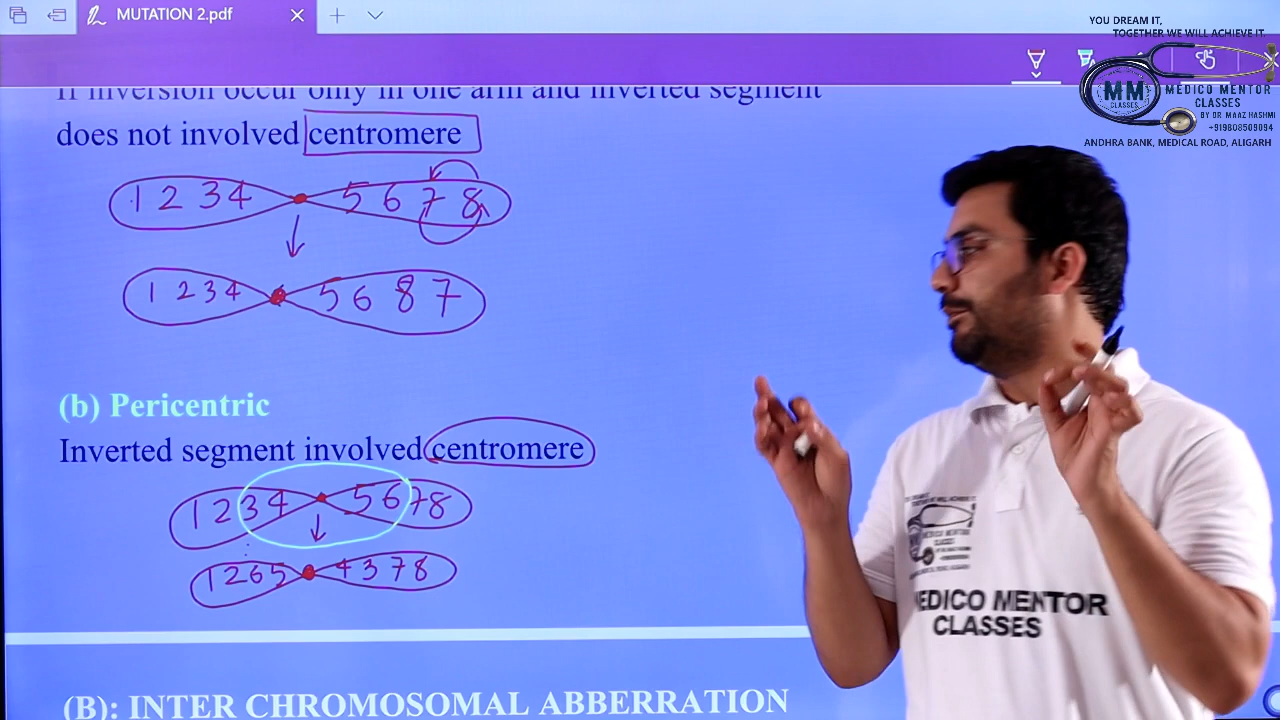 MUTATION 2.pdf
YOU DREAM IT,
TOGETHER WE WILL ACHIEVE IT.
MM
CLASSES
MEDICO MENTOR
CLASSES
BY DR. MAAZ HASHMI
+919808509094
ANDHRA BANK, MEDICAL ROAD, ALIGARH
If inversion occur only in one arm and inverted segment
does not involved centromere
1 2 3 4 5 6 7 8
1 2 3 4 5 6 8 7
(b) Pericentric
Inverted segment involved centromere
1 2 3 4 5 6 7 8
1 2 6 5 4 3 7 8
(B): INTER CHROMOSOMAL ABBERRATION
MEDICO MENTOR
CLASSES